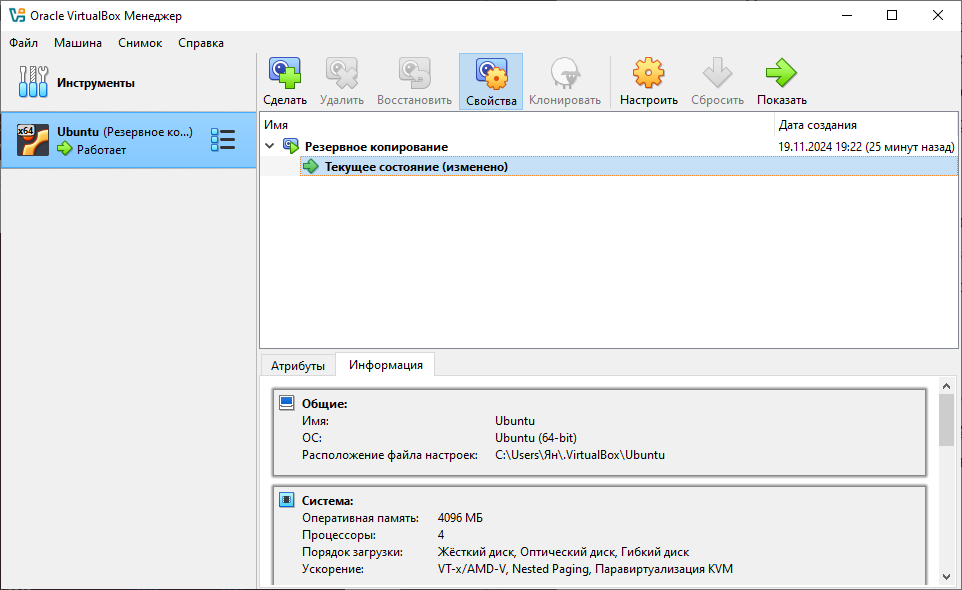 Oracle VirtualBox Менеджер
Файл Машина Снимок Справка
Инструменты
Сделать Удалить Восстановить Свойства Клонировать Настроить Сбросить Показать
x64
Ubuntu (Резервное ко...)
Работает
Имя Дата создания
Резервное копирование 19.11.2024 19:22 (25 минут назад)
Текущее состояние (изменено)
Атрибуты Информация
Общие:
Имя: Ubuntu
ОС: Ubuntu (64-bit)
Расположение файла настроек: C:\Users\Ян\.VirtualBox\Ubuntu
Система:
Оперативная память: 4096 МБ
Процессоры: 4
Порядок загрузки: Жёсткий диск, Оптический диск, Гибкий диск
Ускорение: VT-x/AMD-V, Nested Paging, Паравиртуализация KVM